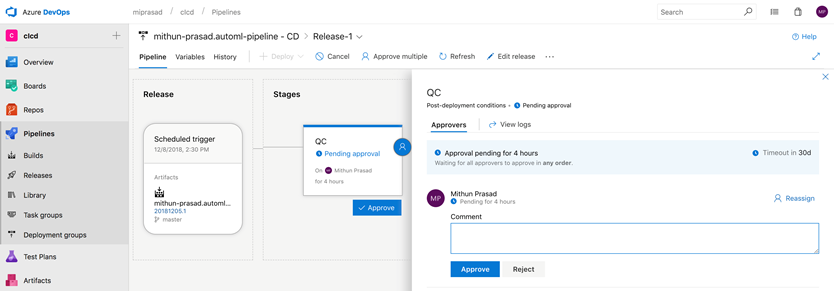 Azure DevOps
miprasad / clcd / Pipelines
Search
MP
C clcd
Overview
Boards
Repos
Pipelines
Builds
Releases
Library
Task groups
Deployment groups
Test Plans
Artifacts
mithun-prasad.automl-pipeline - CD > Release-1
Help
Pipeline Variables History
Deploy Cancel Approve multiple Refresh Edit release ...
Release
Scheduled trigger
12/8/2018, 2:30 PM
Artifacts
mithun-prasad.automl...
20181205.1
master
Stages
QC
Pending approval
On MP Mithun Prasad
for 4 hours
Approve
QC
Post-deployment conditions • Pending approval
Approvers View logs
Approval pending for 4 hours
Timeout in 30d
Waiting for all approvers to approve in any order.
MP
Mithun Prasad
Pending for 4 hours
Reassign
Comment
Approve Reject